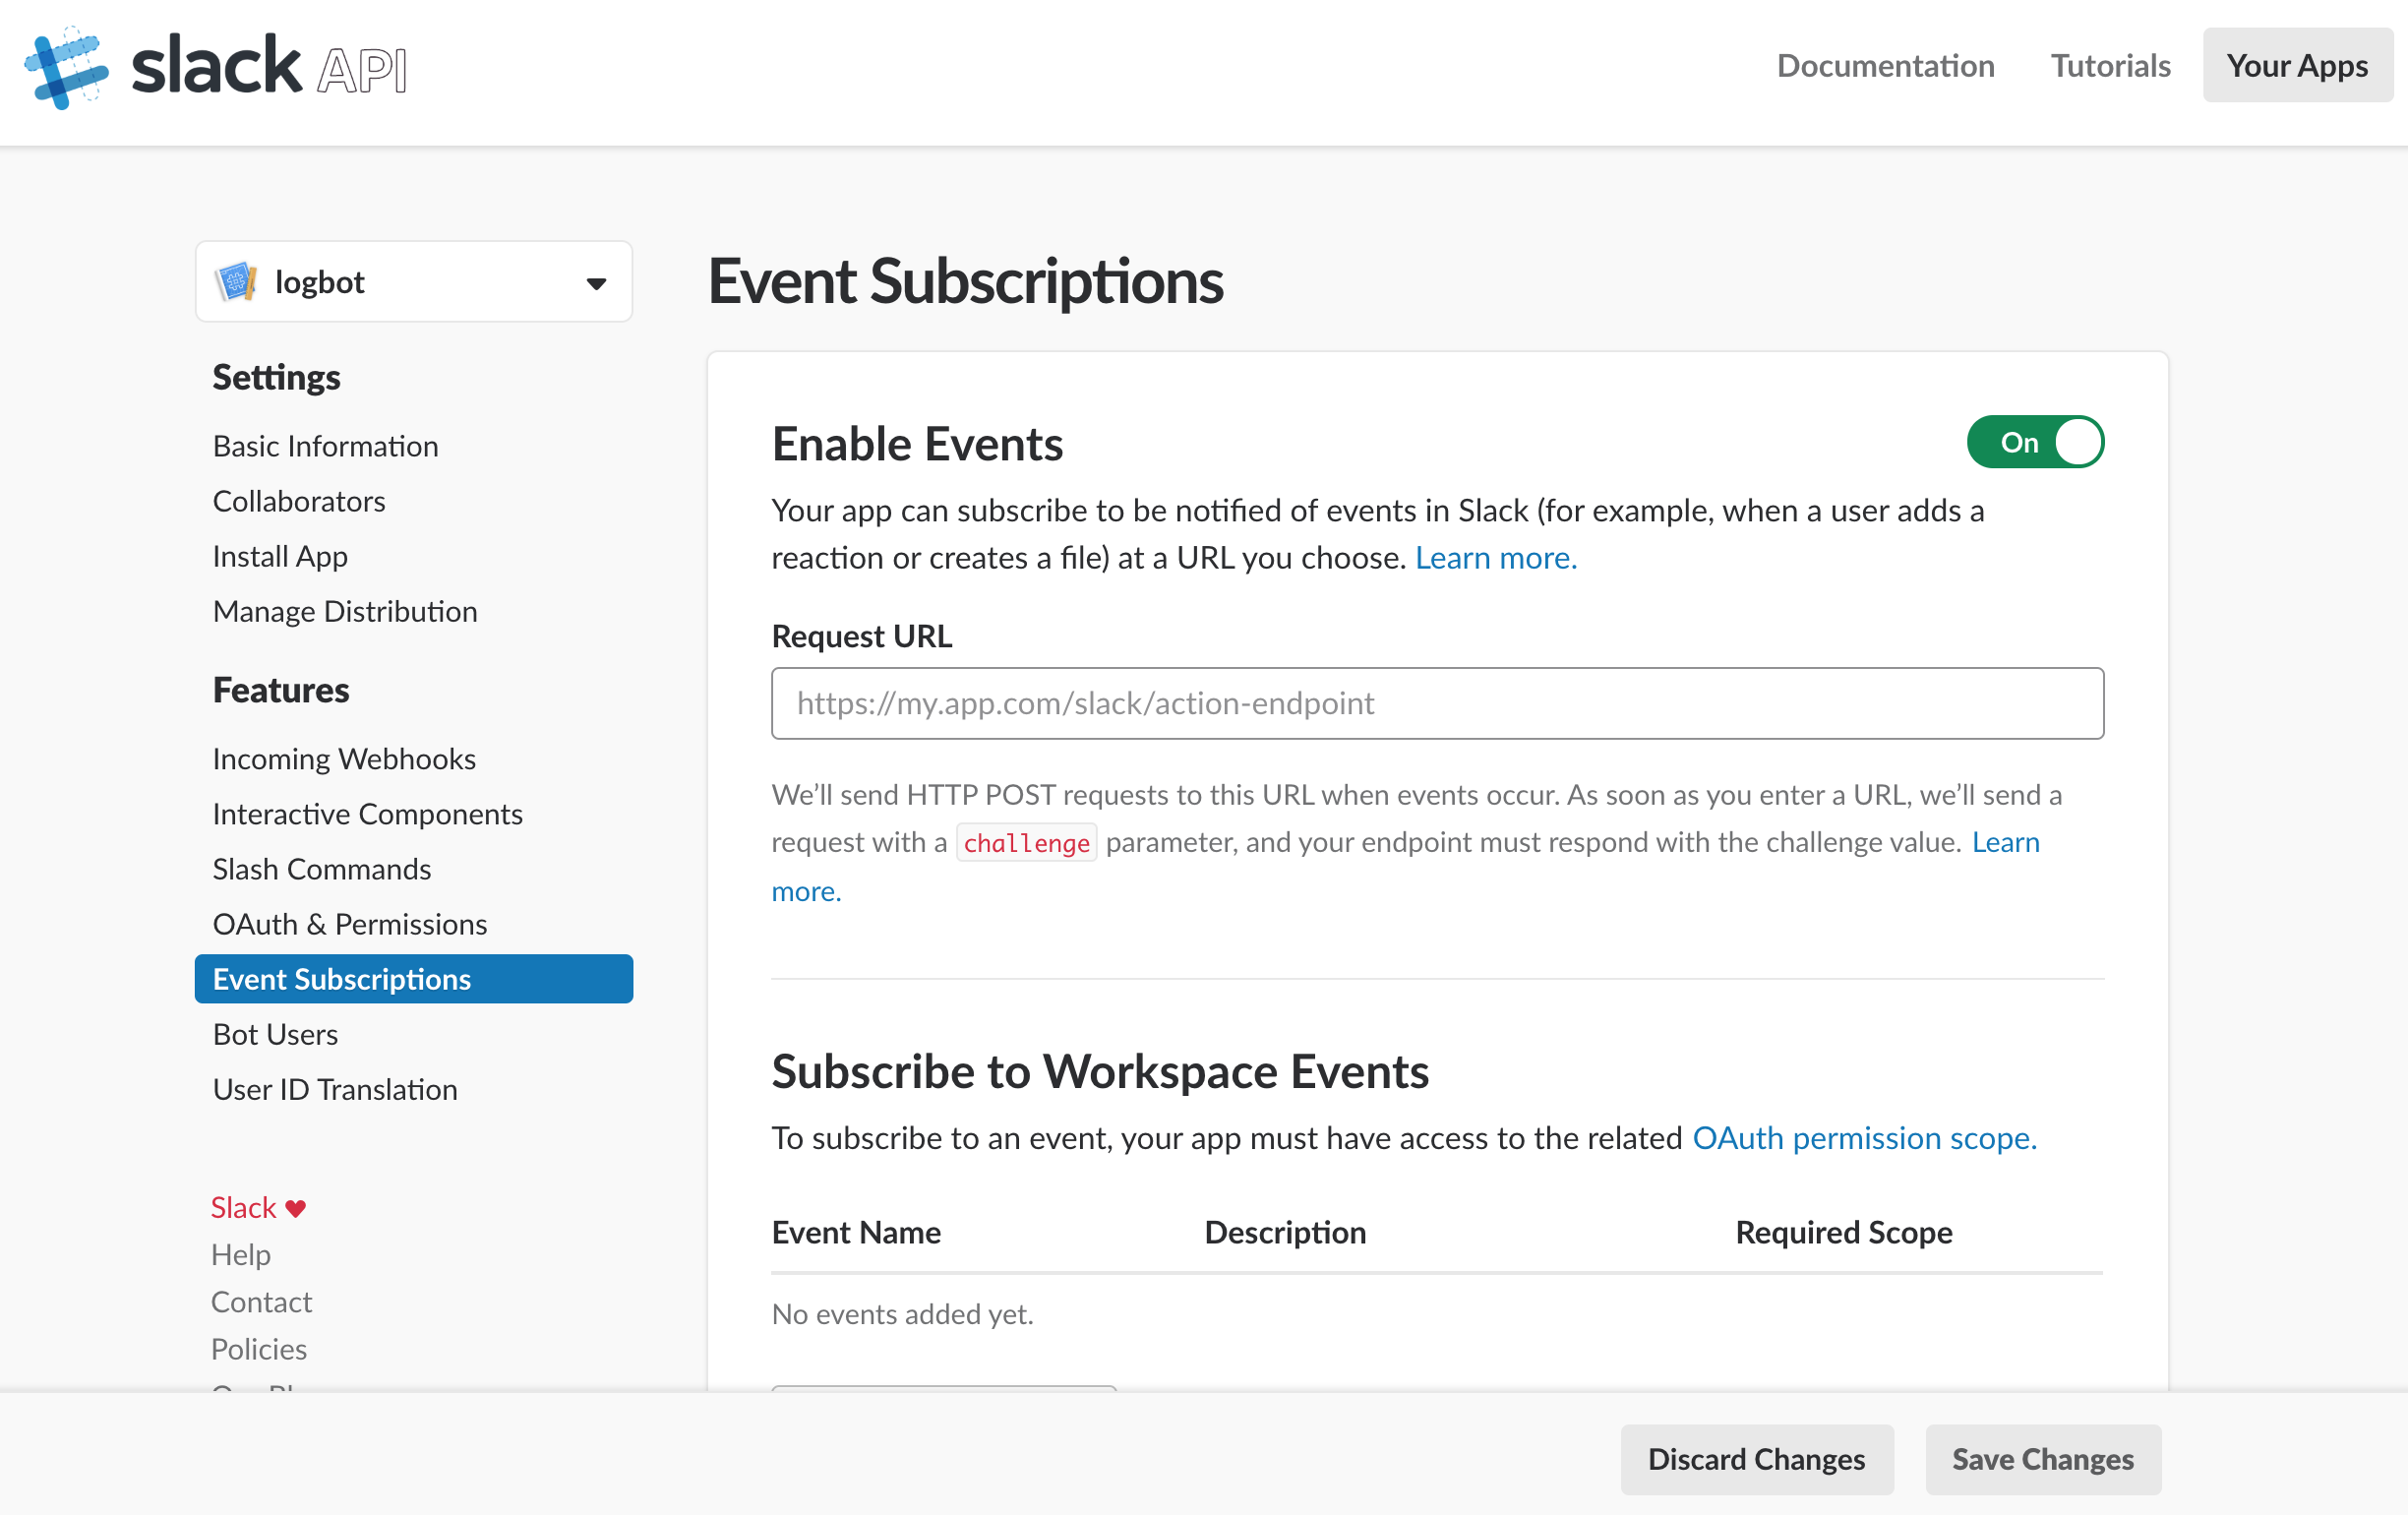 slack API
Documentation
Tutorials
Your Apps
logbot
Settings
Basic Information
Collaborators
Install App
Manage Distribution
Features
Incoming Webhooks
Interactive Components
Slash Commands
OAuth & Permissions
Event Subscriptions
Bot Users
User ID Translation
Slack ❤
Help
Contact
Policies
Event Subscriptions
Enable Events
On
Your app can subscribe to be notified of events in Slack (for example, when a user adds a
reaction or creates a file) at a URL you choose. Learn more.
Request URL
https://my.app.com/slack/action-endpoint
We’ll send HTTP POST requests to this URL when events occur. As soon as you enter a URL, we’ll send a
request with a challenge parameter, and your endpoint must respond with the challenge value. Learn
more.
Subscribe to Workspace Events
To subscribe to an event, your app must have access to the related OAuth permission scope.
Event Name Description Required Scope
No events added yet.
Discard Changes
Save Changes